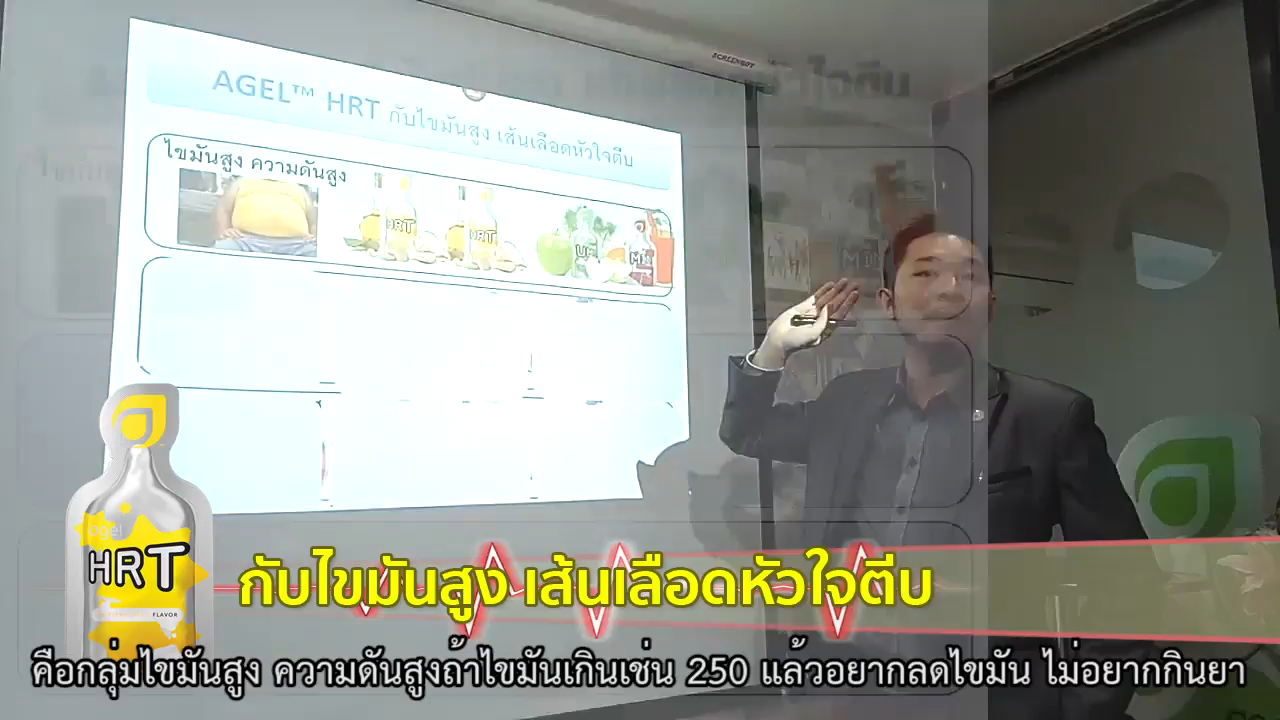 SCREENBOY
AGEL™ HRT กับไขมันสูง เส้นเลือดหัวใจตีบ
ไขมันสูง ความดันสูง
HRT
HRT
UMI
MIN
agel
HRT
FLAVOR
กับไขมันสูง เส้นเลือดหัวใจตีบ
คือกลุ่มไขมันสูง ความดันสูงถ้าไขมันเกินเช่น 250 แล้วอยากลดไขมัน ไม่อยากกินยา